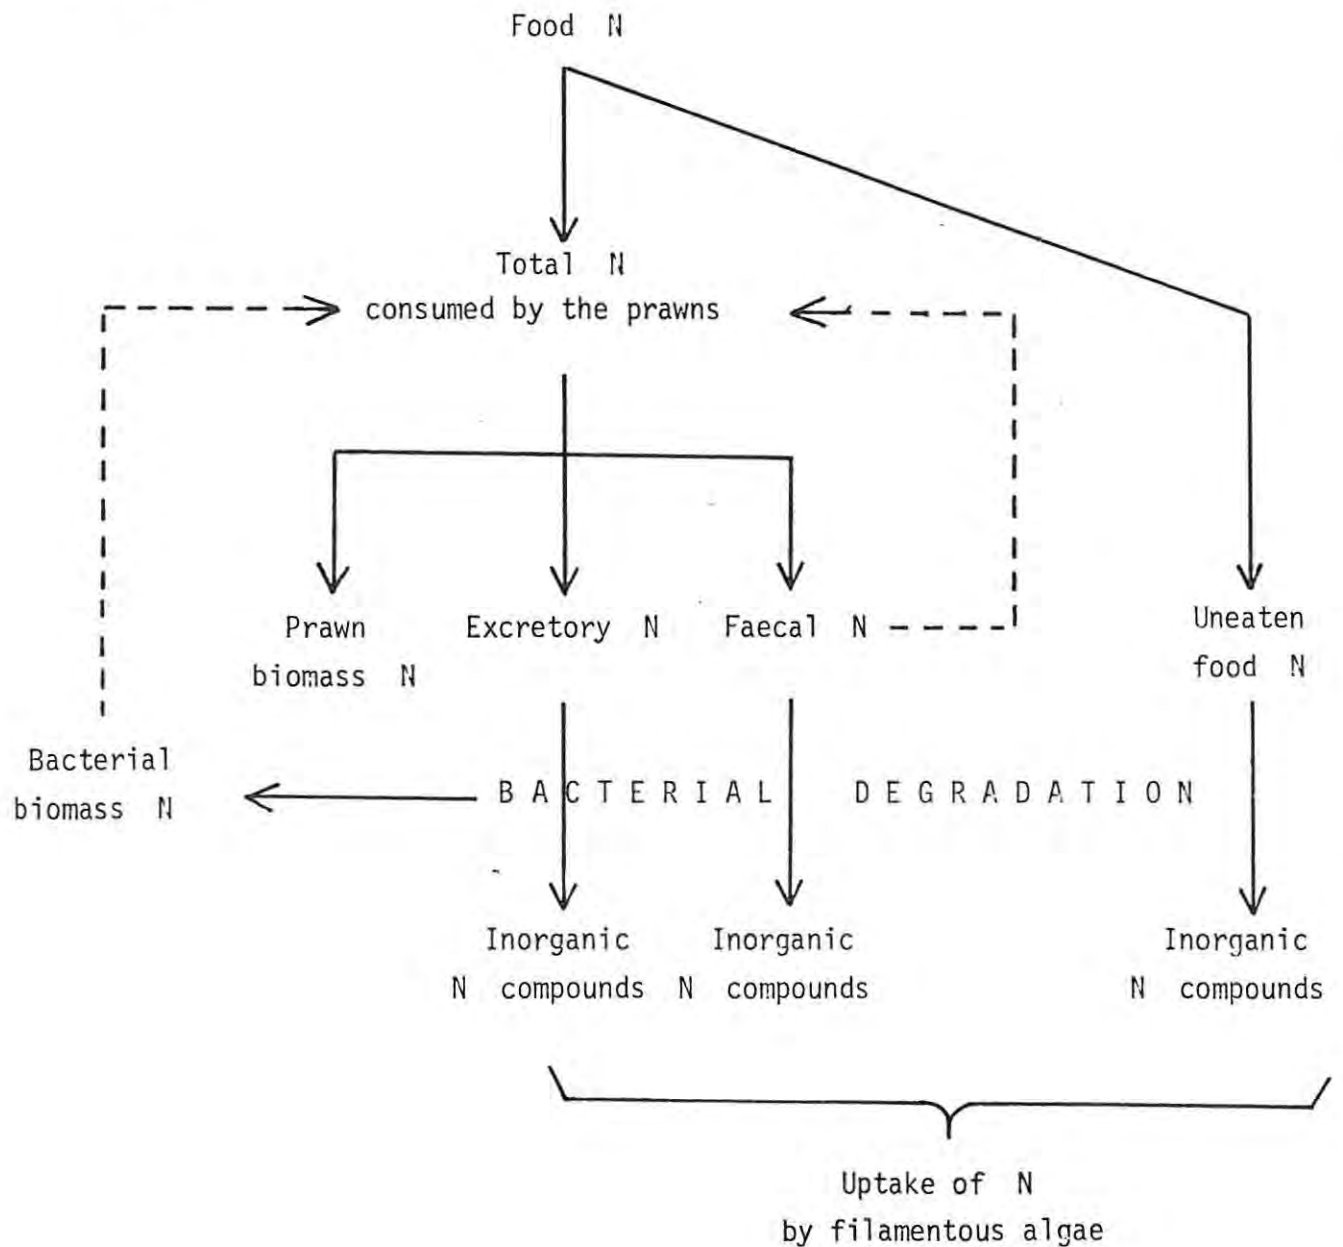 Food N
Total N
consumed by the prawns
Prawn
biomass N
Excretory N
Faecal N
Uneaten
food N
Bacterial
biomass N
BACTERIAL DEGRADATION
Inorganic
N compounds
Inorganic
N compounds
Inorganic
N compounds
Uptake of N
by filamentous algae